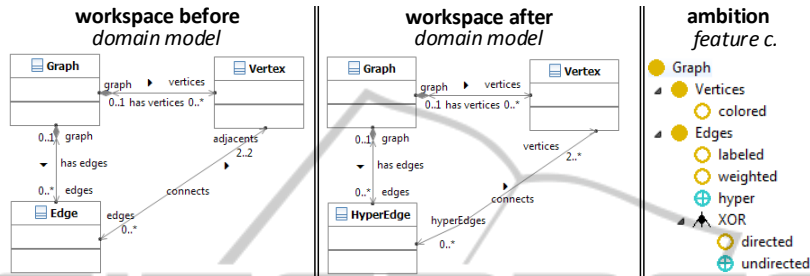 workspace before
domain model
Graph
Vertex
graph
vertices
0..1 has vertices 0..*
0..1 graph
has edges
0..* edges
adjacents
2..2
connects
edges
0..*
Edge
workspace after
domain model
Graph
Vertex
graph
vertices
0..1 has vertices 0..*
0..1 graph
has edges
0..* edges
vertices
2..*
connects
hyperEdges
0..*
HyperEdge
ambition
feature c.
Graph
Vertices
colored
Edges
labeled
weighted
hyper
XOR
directed
undirected